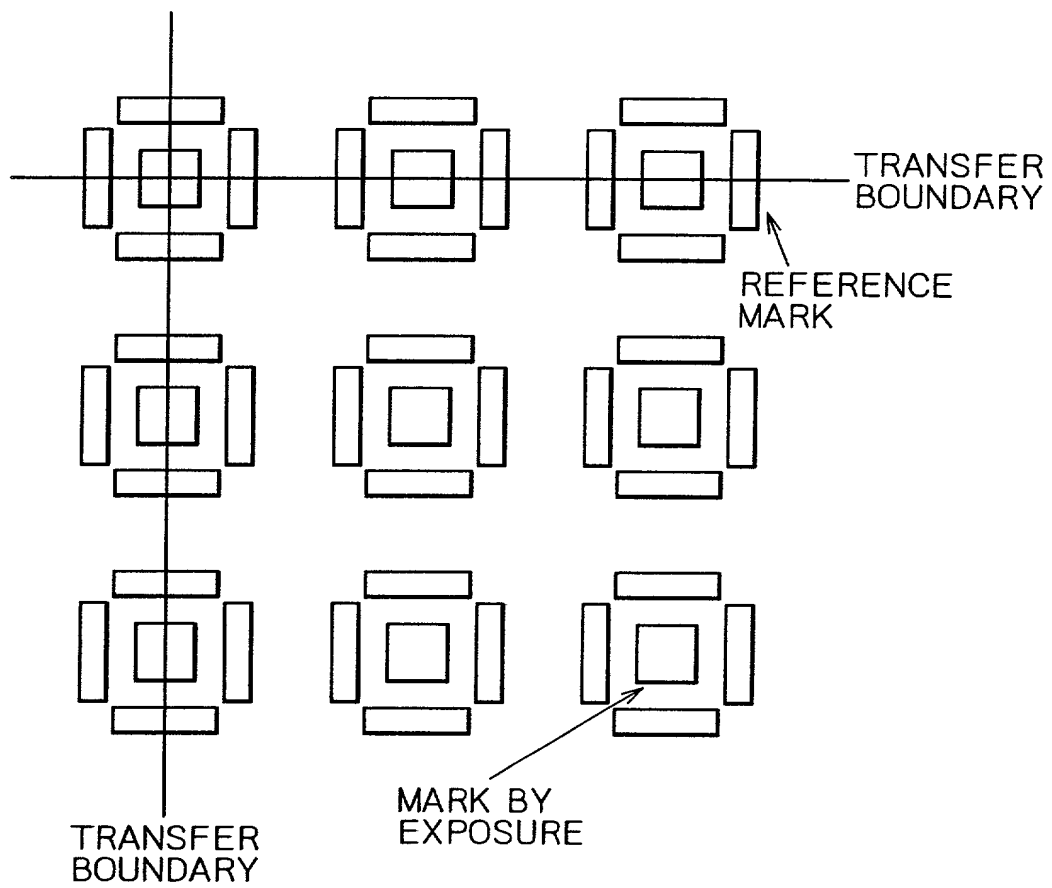 TRANSFER
BOUNDARY
REFERENCE
MARK
MARK BY
EXPOSURE
TRANSFER
BOUNDARY